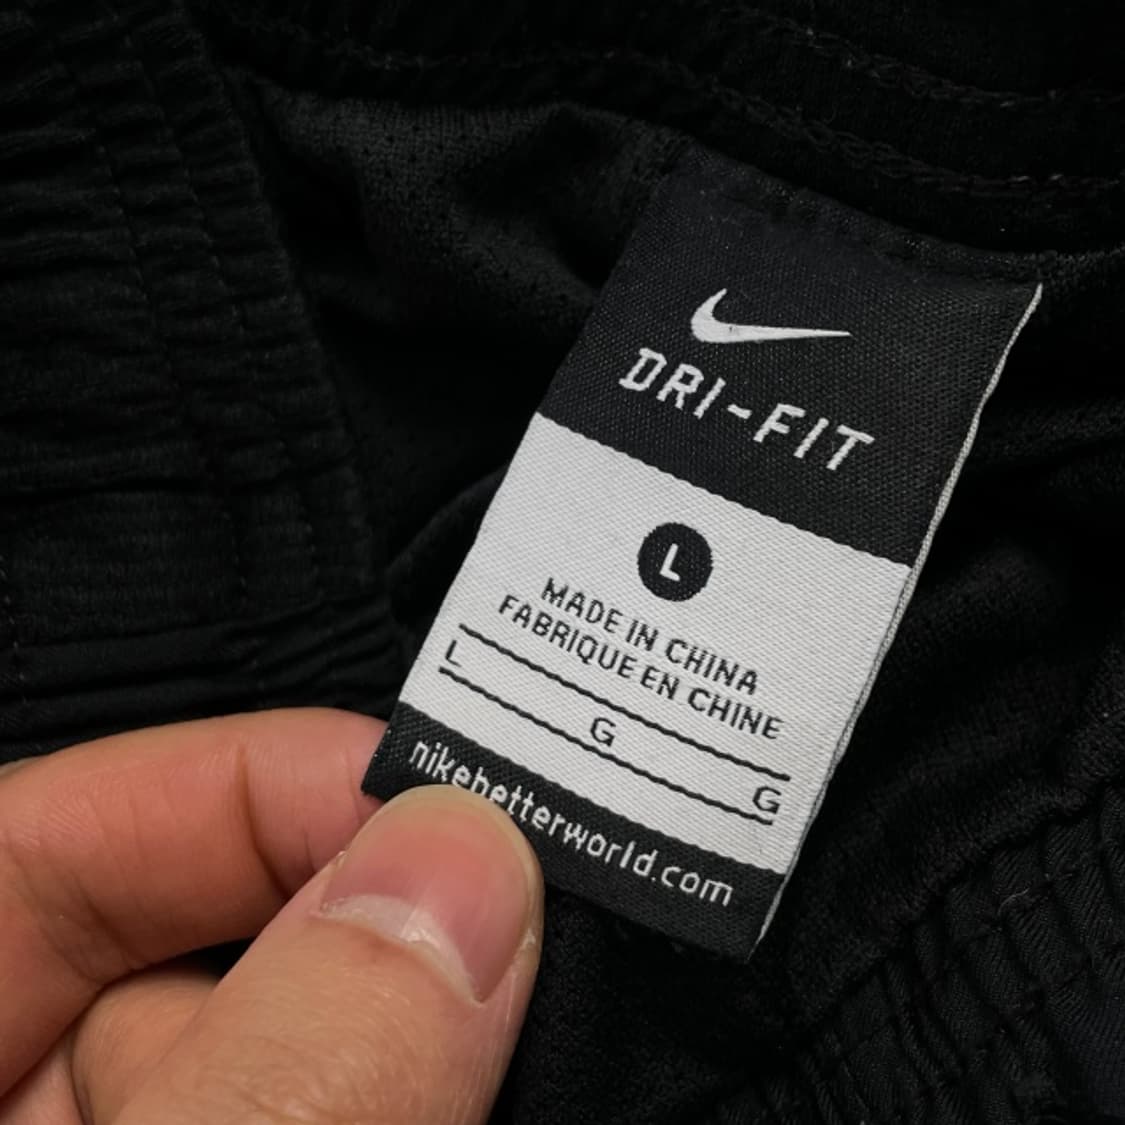 DRI-FIT
L
MADE IN CHINA
FABRIQUE EN CHINE
L G G
nikebetterworld.com